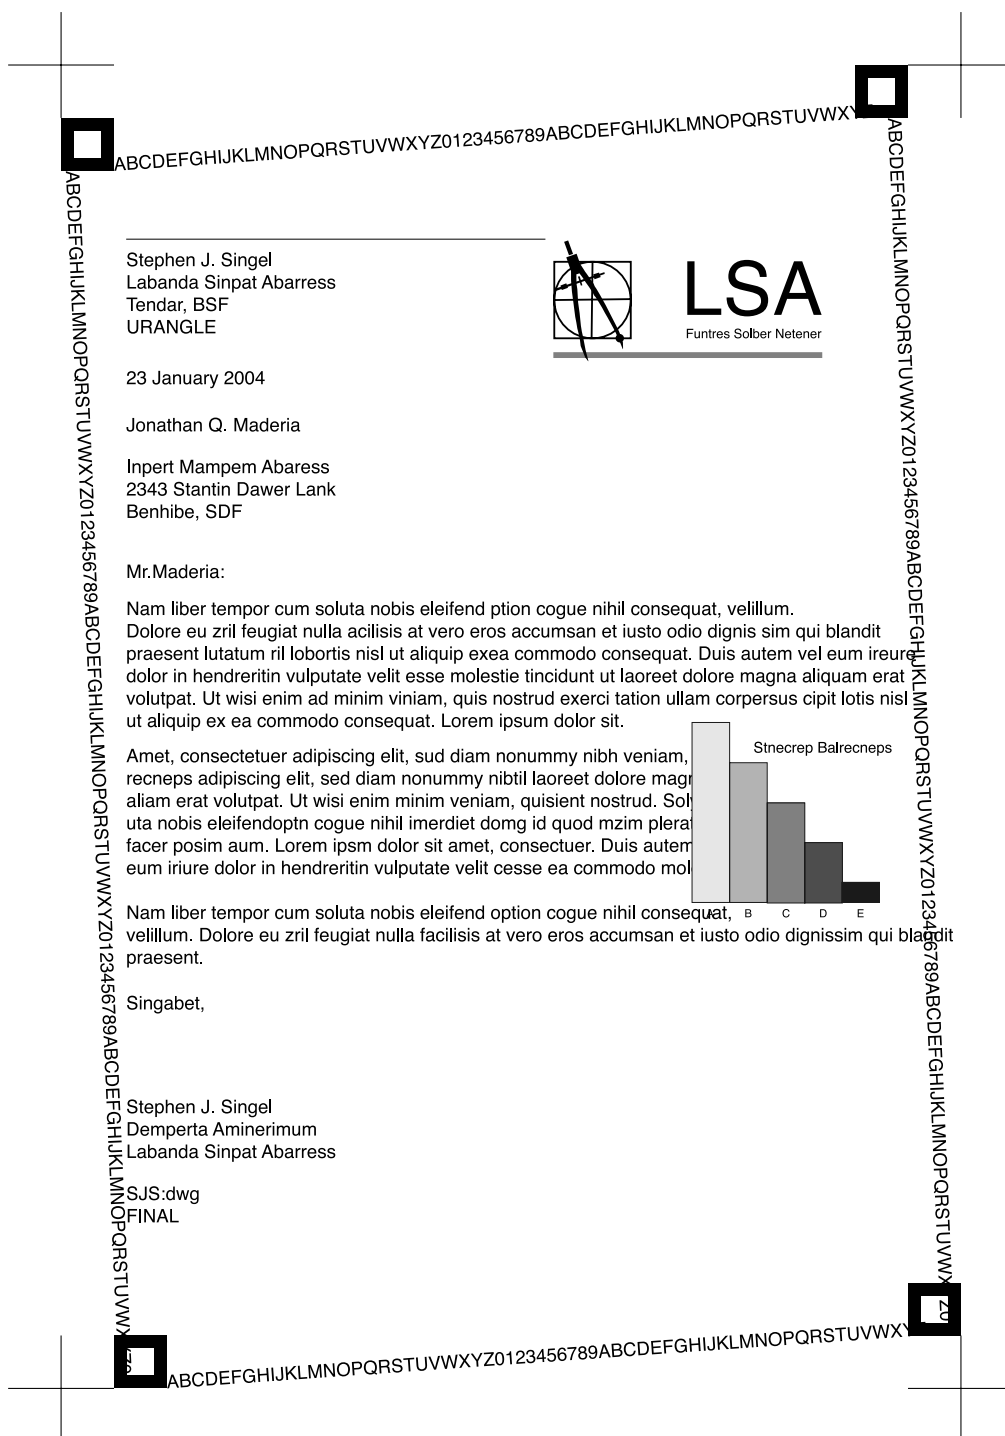 ABCDEFGHIJKLMNOPQRSTUVWXYZ0123456789ABCDEFGHIJKLMNOPQRSTUVWX
ABCDEFGHIJKLMNOPQRSTUVWXYZ0123456789ABCDEFGHIJKLMNOPQRSTUVWXYZ0123456789ABCDEFGHIJKLMNOPQRSTUVWX
ABCDEFGHIJKLMNOPQRSTUVWXYZ0123456789ABCDEFGHIJKLMNOPQRSTUVWXYZ0123456789ABCDEFGHIJKLMNOPQRSTUVWX Z0
Stephen J. Singel
Labanda Sinpat Abarress
Tendar, BSF
URANGLE
LSA
Funtres Solber Netener
23 January 2004
Jonathan Q. Maderia
Inpert Mampem Abaress
2343 Stantin Dawer Lank
Benhibe, SDF
Mr.Maderia:
Nam liber tempor cum soluta nobis eleifend ption cogue nihil consequat, velillum.
Dolore eu zril feugiat nulla acilisis at vero eros accumsan et iusto odio dignis sim qui blandit
praesent lutatum ril lobortis nisl ut aliquip exea commodo consequat. Duis autem vel eum ireure
dolor in hendreritin vulputate velit esse molestie tincidunt ut laoreet dolore magna aliquam erat
volutpat. Ut wisi enim ad minim viniam, quis nostrud exerci tation ullam corpersus cipit lotis nisl
ut aliquip ex ea commodo consequat. Lorem ipsum dolor sit.
Amet, consectetuer adipiscing elit, sud diam nonummy nibh veniam,
recneps adipiscing elit, sed diam nonummy nibtil laoreet dolore magn
aliam erat volutpat. Ut wisi enim minim veniam, quisient nostrud. Solv
uta nobis eleifendoptn cogue nihil imerdiet domg id quod mzim plerat
facer posim aum. Lorem ipsm dolor sit amet, consectuer. Duis autem
eum iriure dolor in hendreritin vulputate velit cesse ea commodo mol
Stnecrep Balrecneps
A B C D E
Nam liber tempor cum soluta nobis eleifend option cogue nihil consequat,
velillum. Dolore eu zril feugiat nulla facilisis at vero eros accumsan et iusto odio dignissim qui blandit
praesent.
Singabet,
Stephen J. Singel
Demperta Aminerimum
Labanda Sinpat Abarress
SJS:dwg
FINAL
ABCDEFGHIJKLMNOPQRSTUVWXYZ0123456789ABCDEFGHIJKLMNOPQRSTUVWX